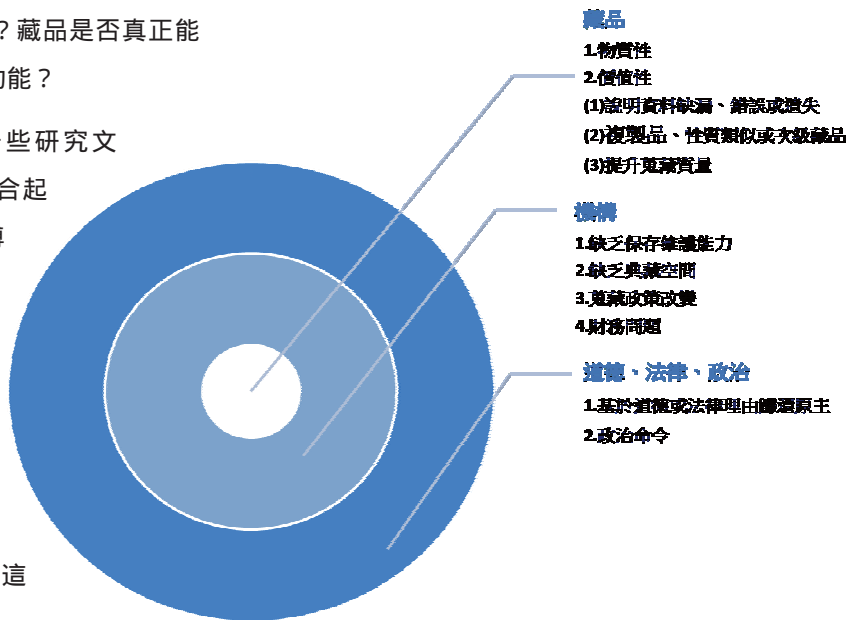 ？藏品是否真正能
功能？
些研究文
合起
專
這
藏品
1.物質性
2.價值性
(1)說明資料缺漏、錯誤或遺失
(2)複製品、性質類似或次級藏品
(3)提升蒐藏質量
機構
1.缺乏保存維護能力
2.缺乏典藏空間
3.蒐藏政策改變
4.財務問題
道德、法律、政治
1.基於道德或法律理由歸還原主
2.政治命令